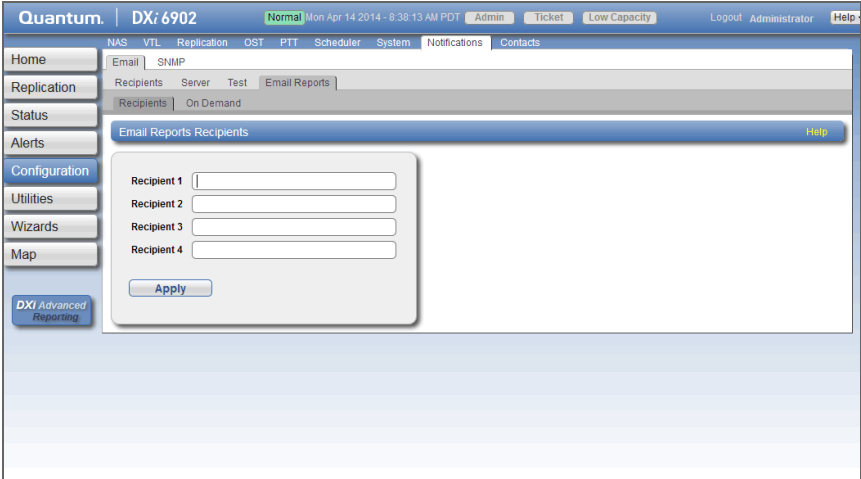 Quantum. DXi 6902 Normal Mon Apr 14 2014 - 8:38:13 AM PDT Admin Ticket Low Capacity Logout Administrator Help
NAS VTL Replication OST PTT Scheduler System Notifications Contacts
Home
Email SNMP
Replication
Recipients Server Test Email Reports
Recipients On Demand
Status
Email Reports Recipients Help
Alerts
Configuration
Recipient 1
Utilities
Recipient 2
Wizards
Recipient 3
Map
Recipient 4
Apply
DXi Advanced
Reporting